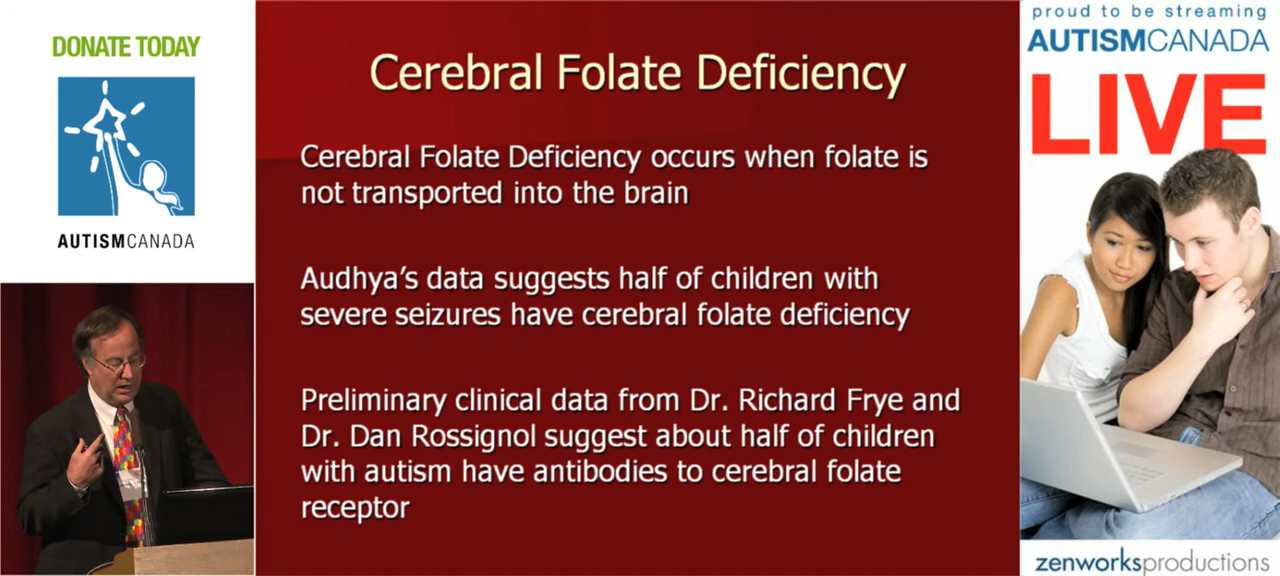 DONATE TODAY
AUTISMCANADA
Cerebral Folate Deficiency
Cerebral Folate Deficiency occurs when folate is
not transported into the brain
Audhya's data suggests half of children with
severe seizures have cerebral folate deficiency
Preliminary clinical data from Dr. Richard Frye and
Dr. Dan Rossignol suggest about half of children
with autism have antibodies to cerebral folate
receptor
proud to be streaming
AUTISMCANADA
LIVE
zenworksproductions